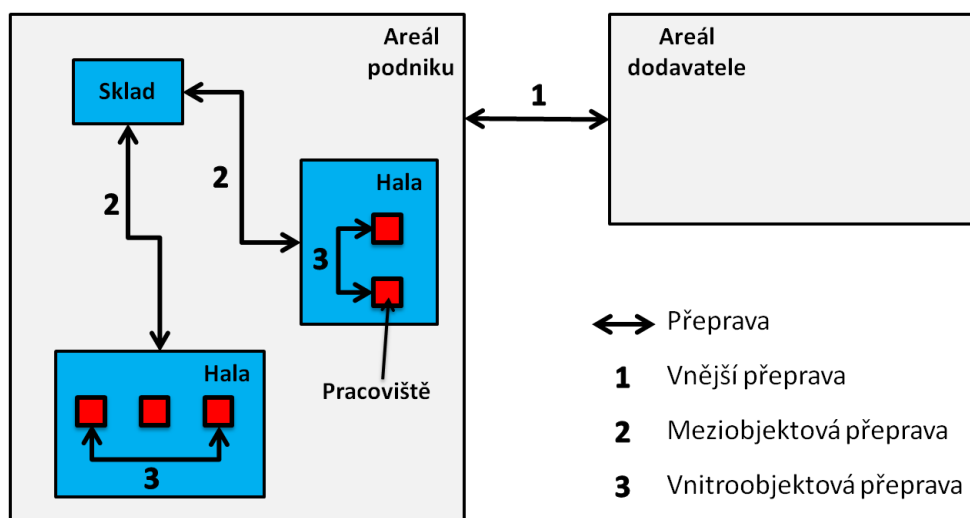 Areál
podniku
Areál
dodavatele
Sklad
1
2
2
Hala
3
Pracoviště
Hala
3
Přeprava
1 Vnější přeprava
2 Meziobjektová přeprava
3 Vnitroobjektová přeprava